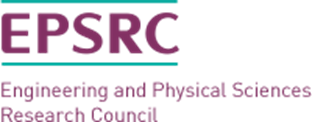 EPSRC
Engineering and Physical Sciences
Research Council